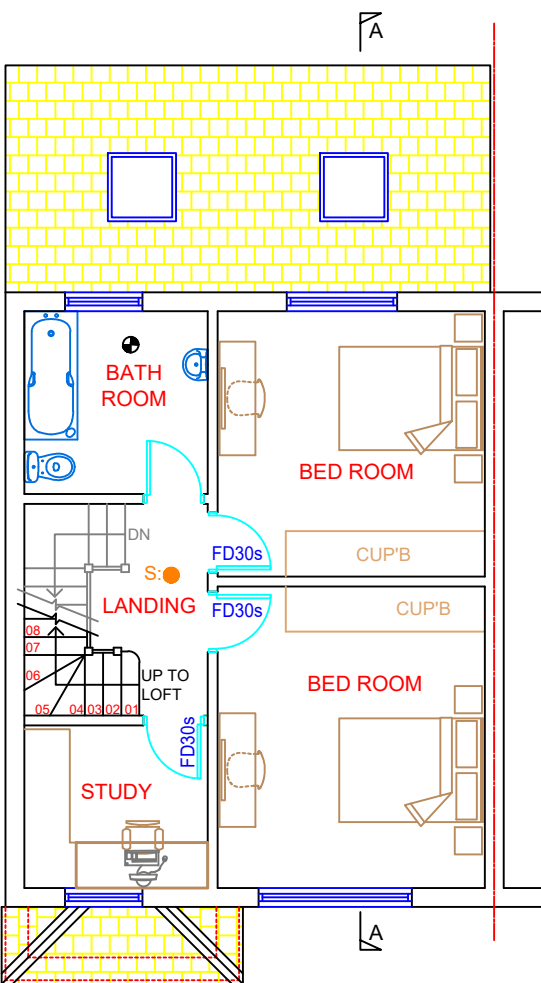 A
BATH
ROOM
BED ROOM
DN
FD30s
CUP'B
S:
LANDING
FD30s
CUP'B
08
07
06
05
04
03
02
01
UP TO
LOFT
BED ROOM
FD30s
STUDY
A